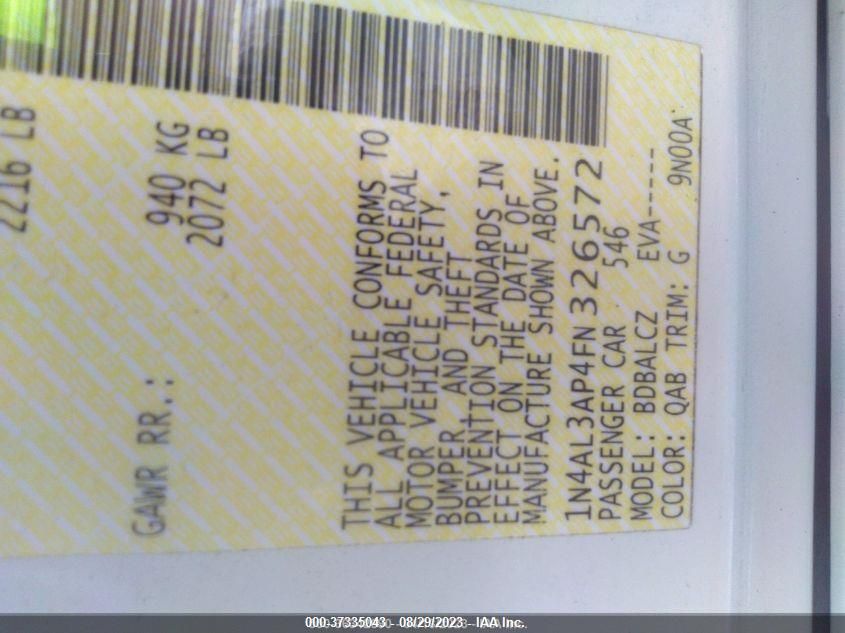 2216 LB
GAWR RR.: 940 KG
2072 LB
THIS VEHICLE CONFORMS TO
ALL APPLICABLE FEDERAL
MOTOR VEHICLE SAFETY,
BUMPER, AND THEFT
PREVENTION STANDARDS IN
EFFECT ON THE DATE OF
MANUFACTURE SHOWN ABOVE.
1N4AL3AP4FN326572
PASSENGER CAR 546
MODEL: BDBALCZ EVA-----
COLOR: QAB TRIM: G 9N00A
000-37335043 - 08/29/2023 - IAA Inc.